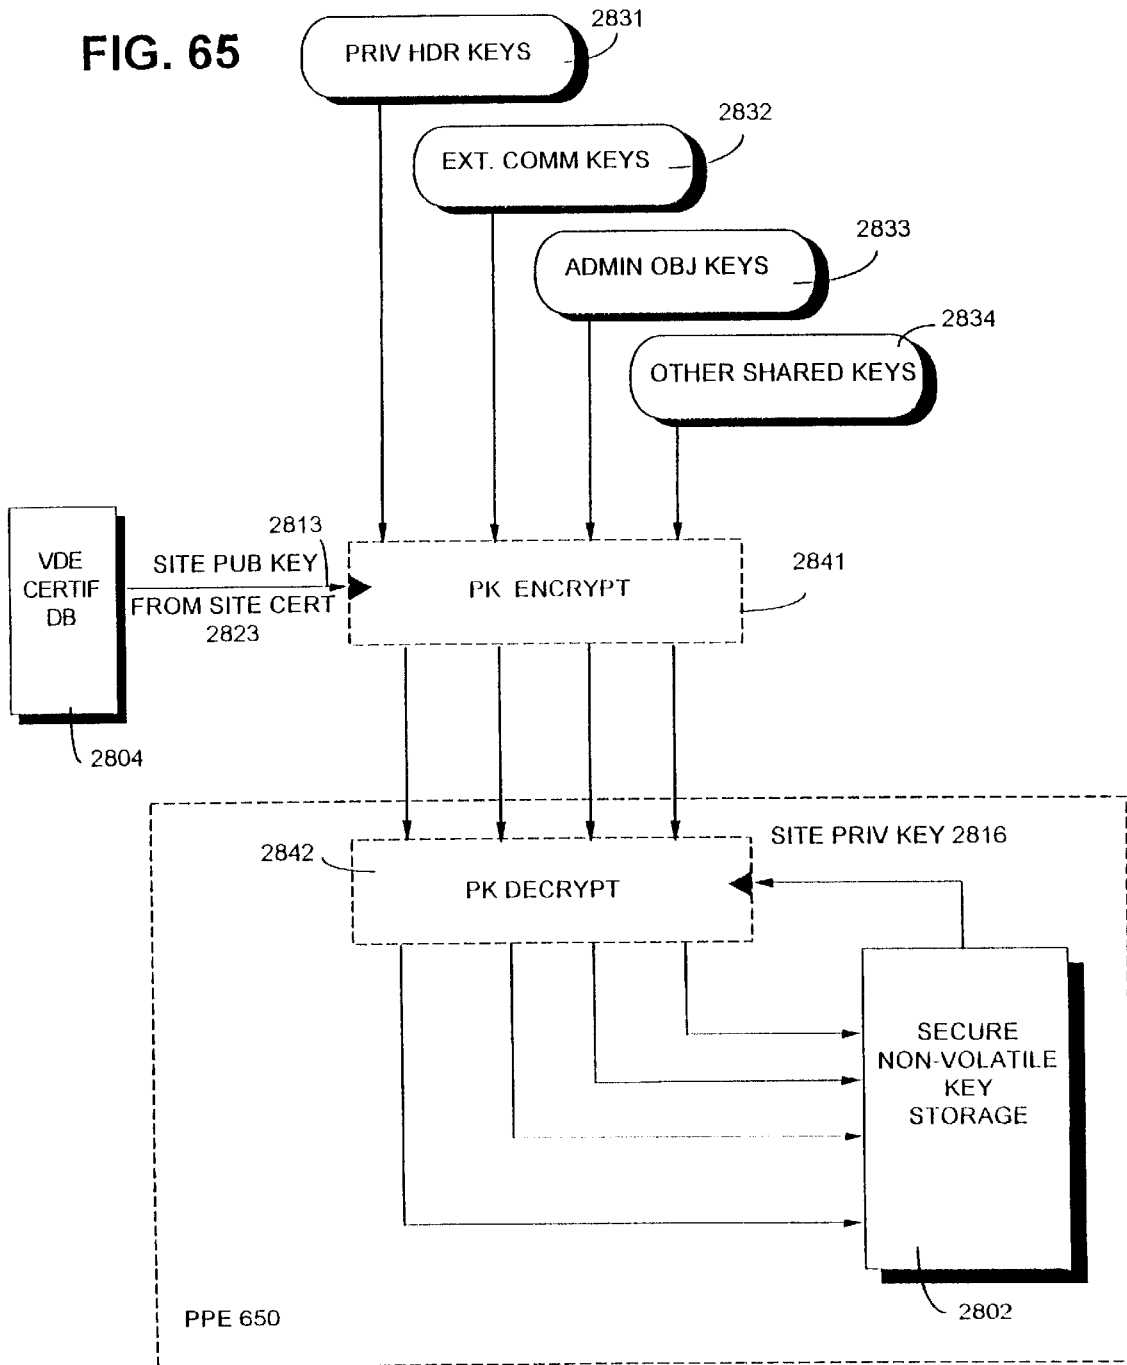 FIG. 65
PRIV HDR KEYS
2831
EXT. COMM KEYS
2832
ADMIN OBJ KEYS
2833
OTHER SHARED KEYS
2834
VDE
CERTIF
DB
2804
2813
SITE PUB KEY
FROM SITE CERT
2823
PK ENCRYPT
2841
2842
PK DECRYPT
SITE PRIV KEY 2816
SECURE
NON-VOLATILE
KEY
STORAGE
2802
PPE 650